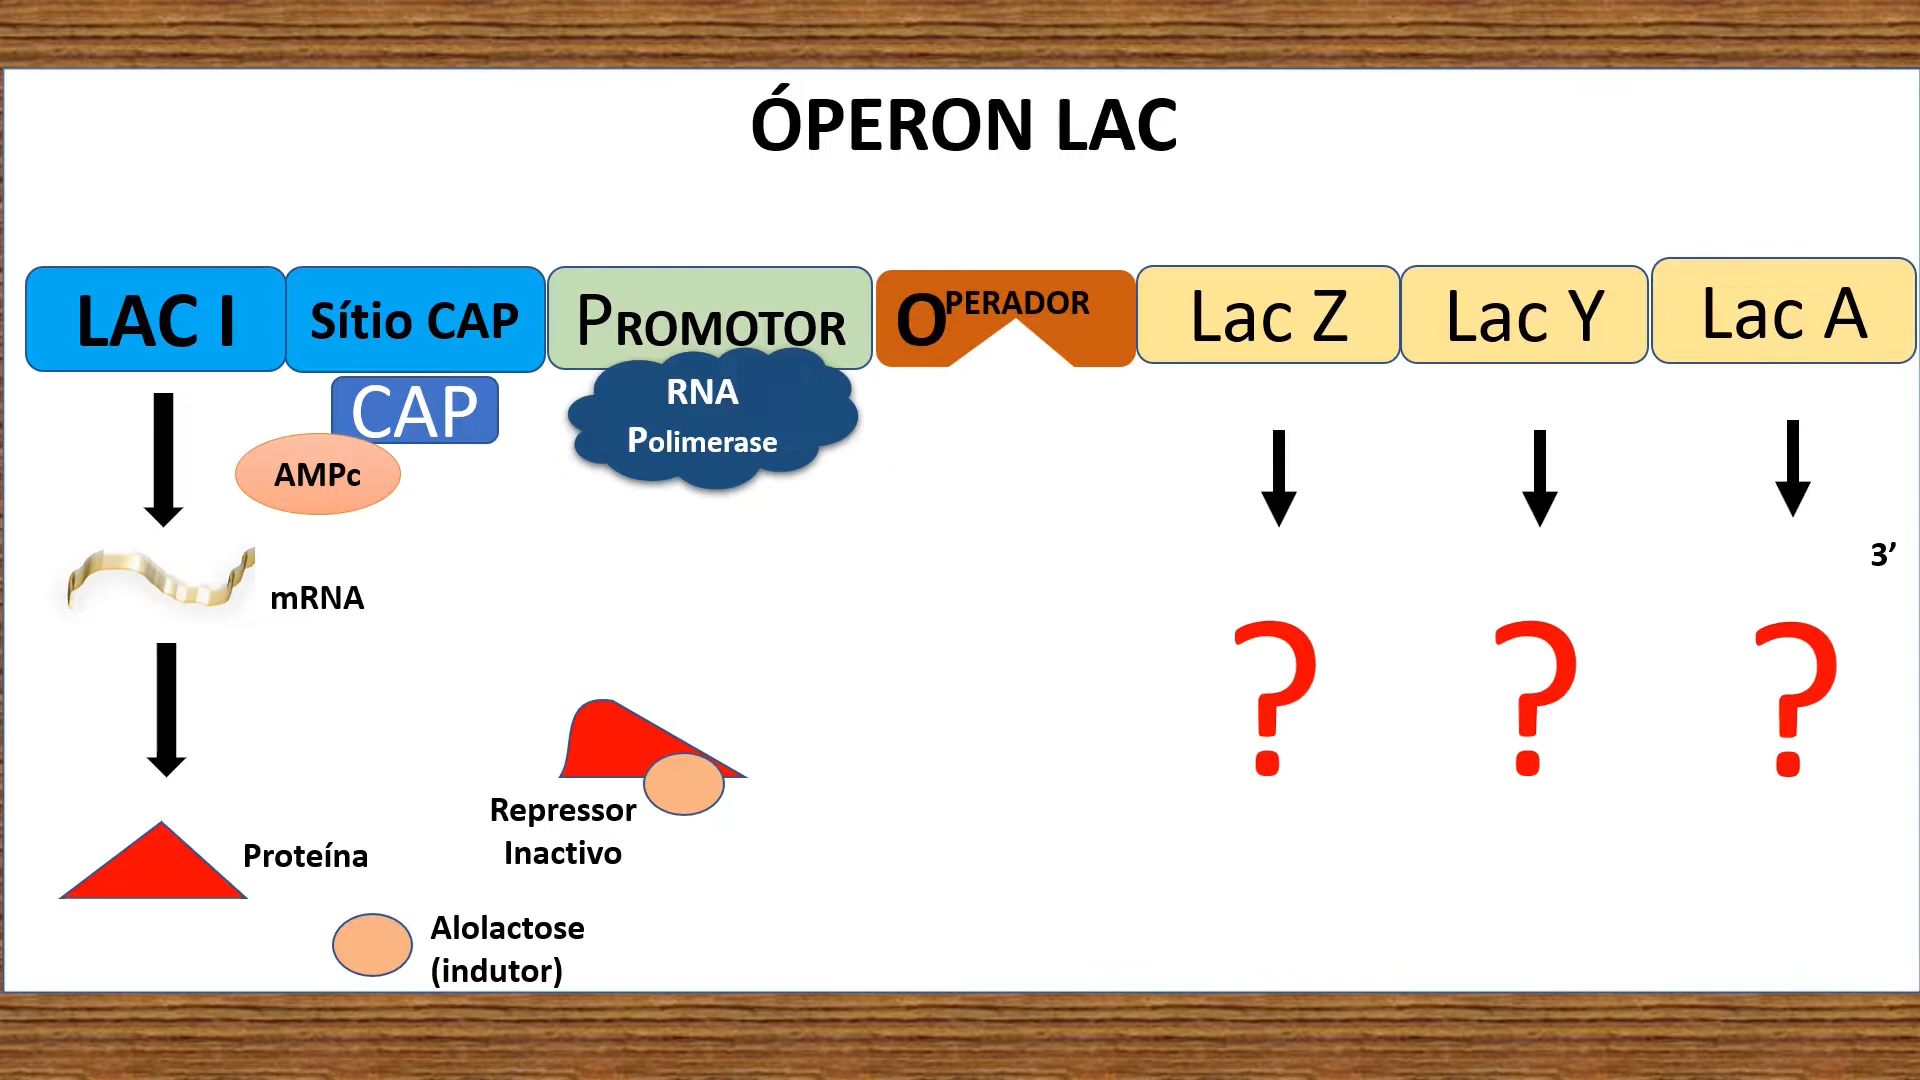 ÓPERON LAC
LAC I
Sítio CAP
PROMOTOR
OPERADOR
Lac Z
Lac Y
Lac A
CAP
RNA
Polimerase
AMPc
3’
mRNA
? ? ?
Repressor
Inactivo
Proteína
Alolactose
(indutor)